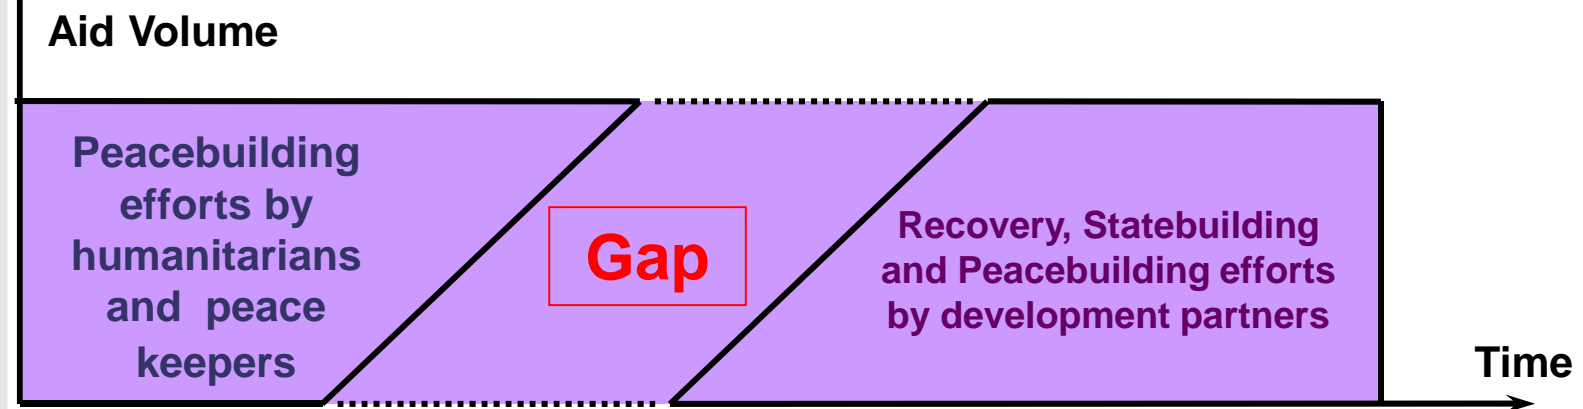 Aid Volume
Peacebuilding
efforts by
humanitarians
and peace
keepers
Gap
Recovery, Statebuilding
and Peacebuilding efforts
by development partners
Time